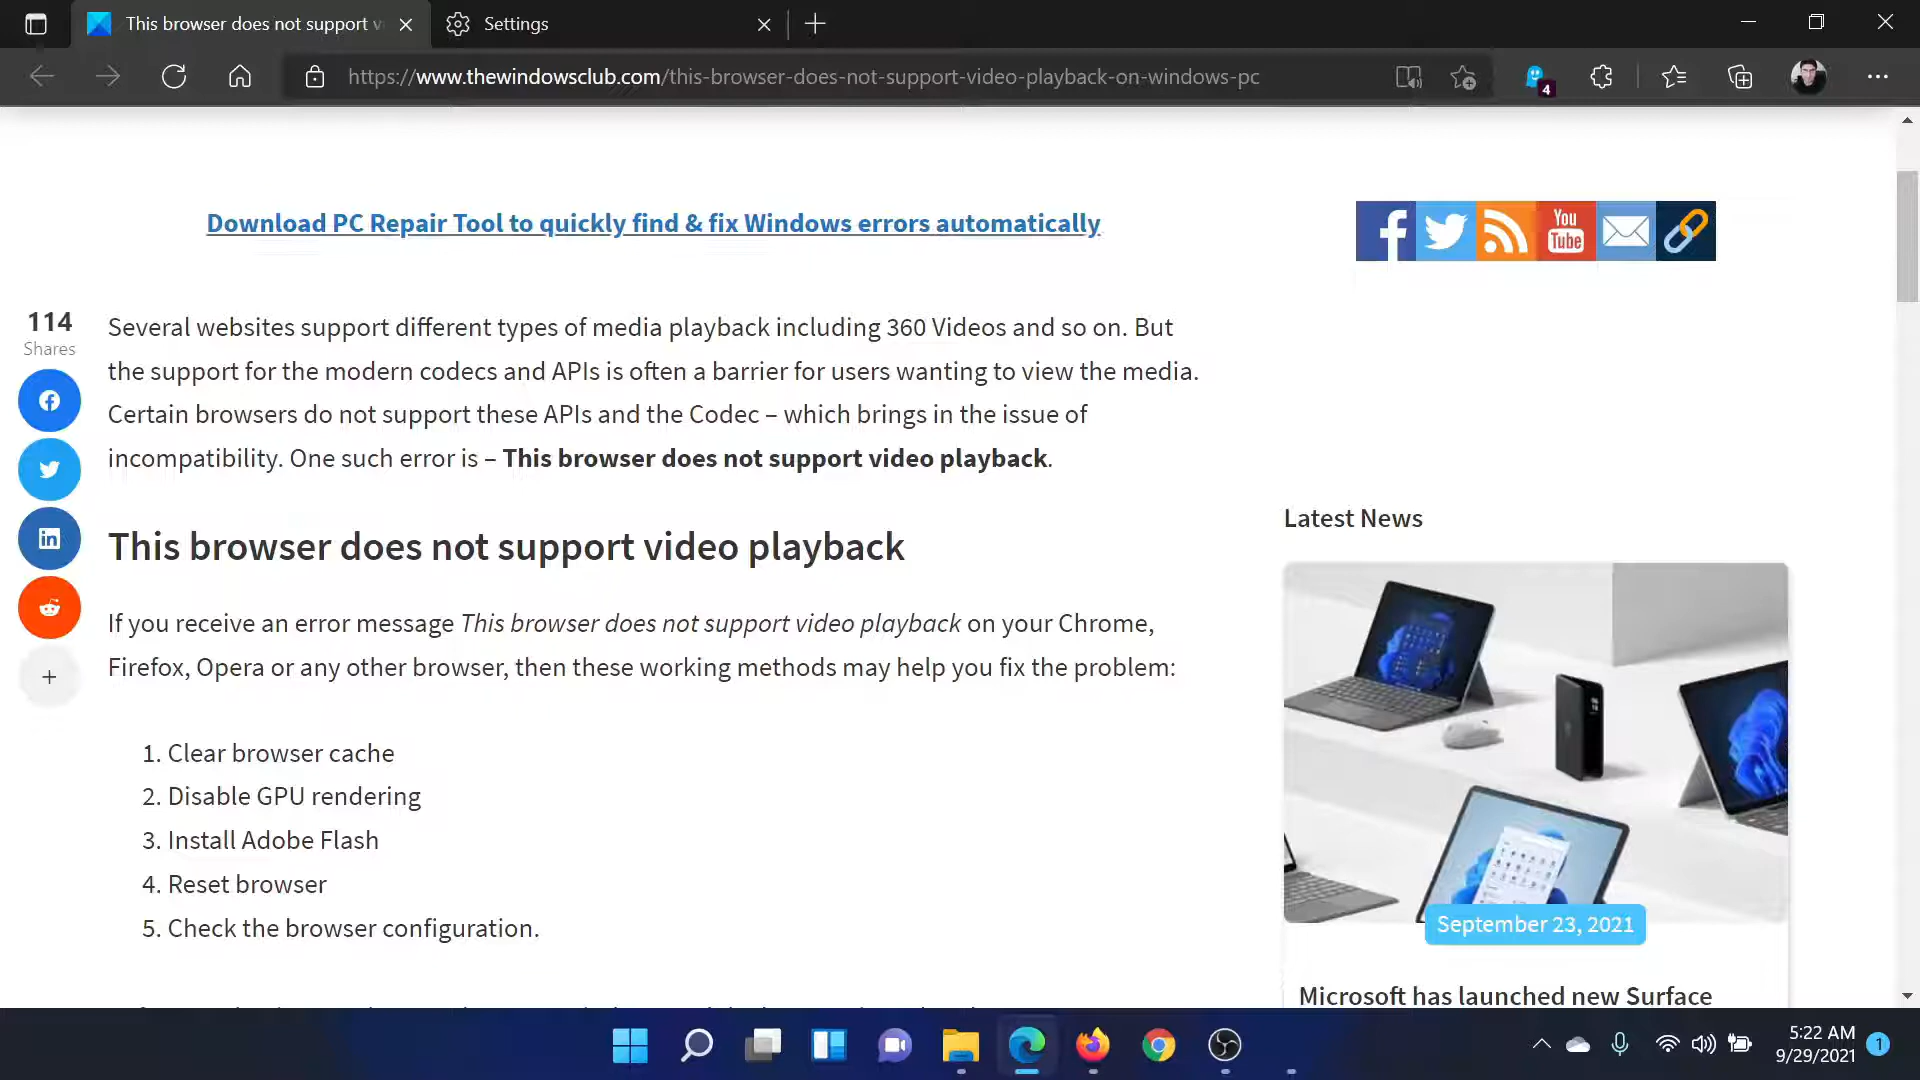 This browser does not support v
Settings
https://www.thewindowsclub.com/this-browser-does-not-support-video-playback-on-windows-pc
4
Download PC Repair Tool to quickly find & fix Windows errors automatically
You
Tube
114
Shares
Several websites support different types of media playback including 360 Videos and so on. But
the support for the modern codecs and APIs is often a barrier for users wanting to view the media.
Certain browsers do not support these APIs and the Codec – which brings in the issue of
incompatibility. One such error is – This browser does not support video playback.
Latest News
This browser does not support video playback
If you receive an error message This browser does not support video playback on your Chrome,
Firefox, Opera or any other browser, then these working methods may help you fix the problem:
1. Clear browser cache
2. Disable GPU rendering
3. Install Adobe Flash
4. Reset browser
5. Check the browser configuration.
September 23, 2021
Microsoft has launched new Surface
5:22 AM
9/29/2021
1